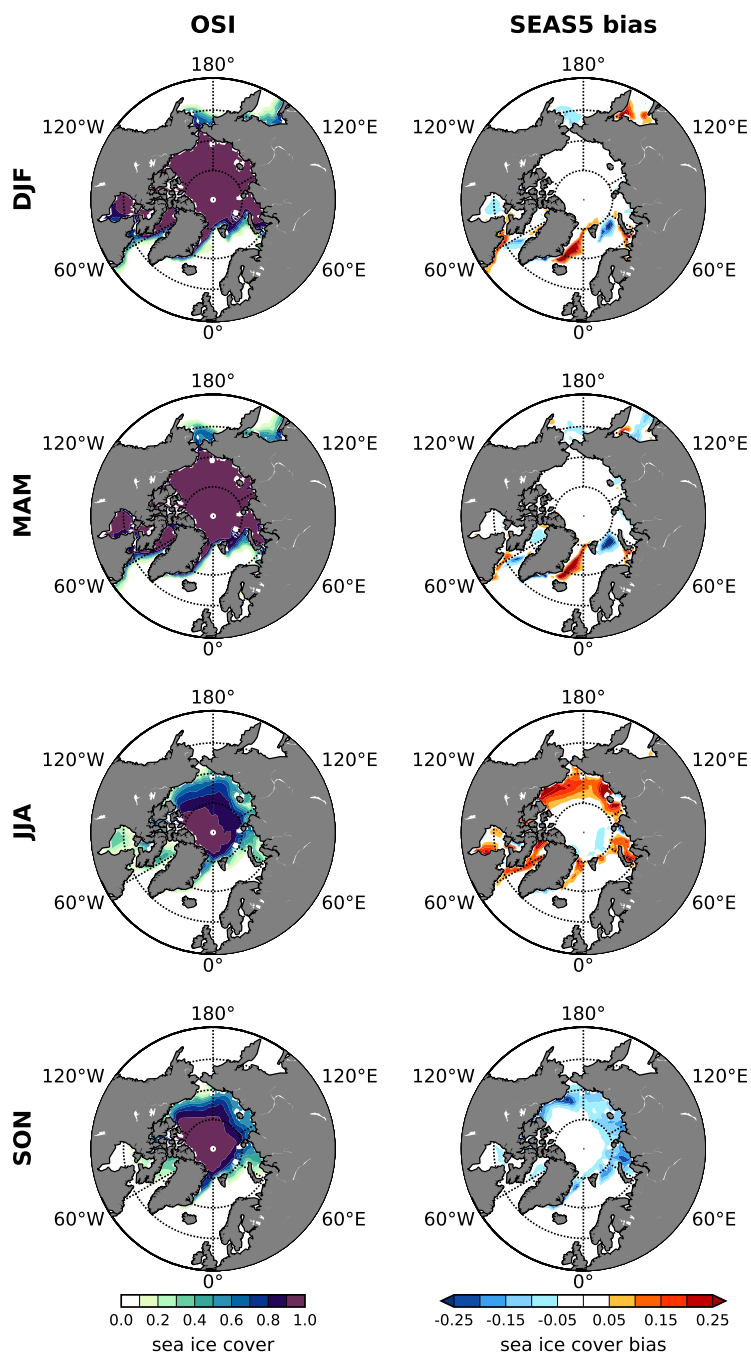 OSI SEAS5 bias
180° 180°
120°W 120°E 120°W 120°E
DJF
60°W 60°E 60°W 60°E
0° 0°
180° 180°
120°W 120°E 120°W 120°E
MAM
60°W 60°E 60°W 60°E
0° 0°
180° 180°
120°W 120°E 120°W 120°E
JJA
60°W 60°E 60°W 60°E
0° 0°
180° 180°
120°W 120°E 120°W 120°E
SON
60°W 60°E 60°W 60°E
0° 0°
0.0 0.2 0.4 0.6 0.8 1.0 -0.25 -0.15 -0.05 0.05 0.15 0.25
sea ice cover sea ice cover bias